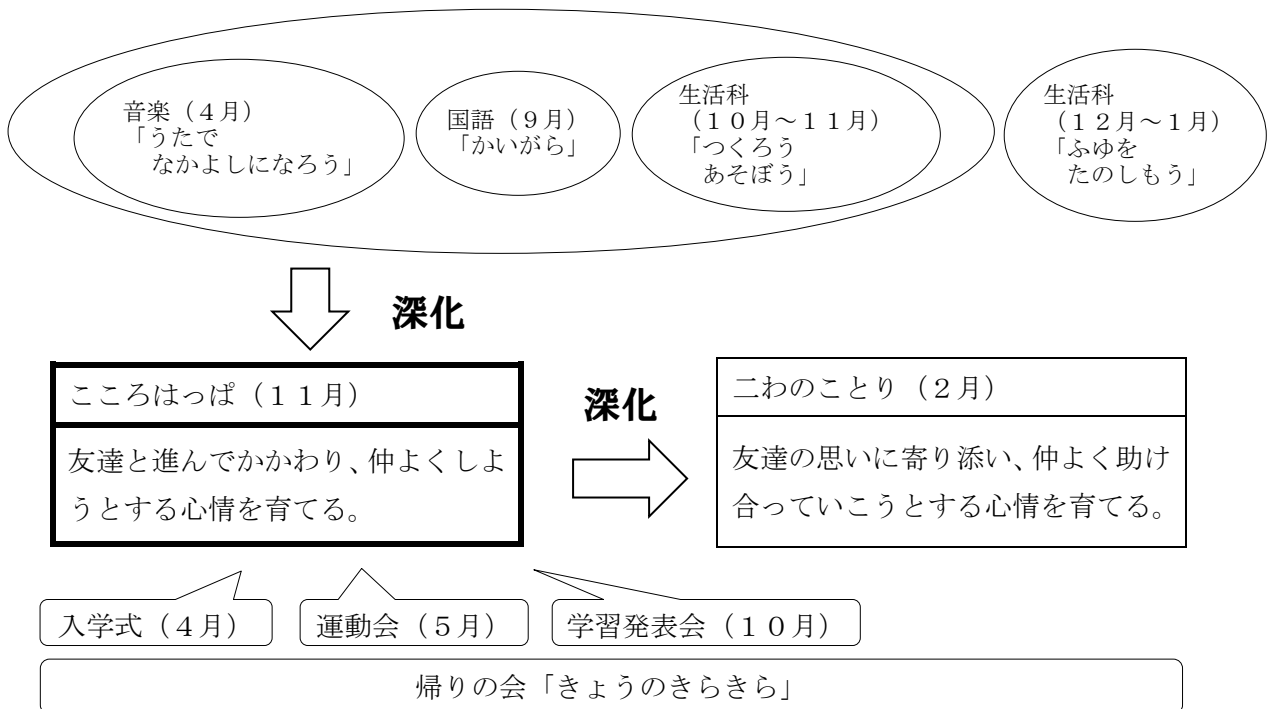 音楽（４月）
「うたで
なかよしになろう」
国語（９月）
「かいがら」
生活科
（１０月～１１月）
「つくろう
あそぼう」
生活科
（１２月～１月）
「ふゆを
たのしもう」
深化
こころはっぱ（１１月）
友達と進んでかかわり、仲よくしよ
うとする心情を育てる。
深化
二わのことり（２月）
友達の思いに寄り添い、仲よく助け
合っていこうとする心情を育てる。
入学式（４月）
運動会（５月）
学習発表会（１０月）
帰りの会「きょうのきらきら」